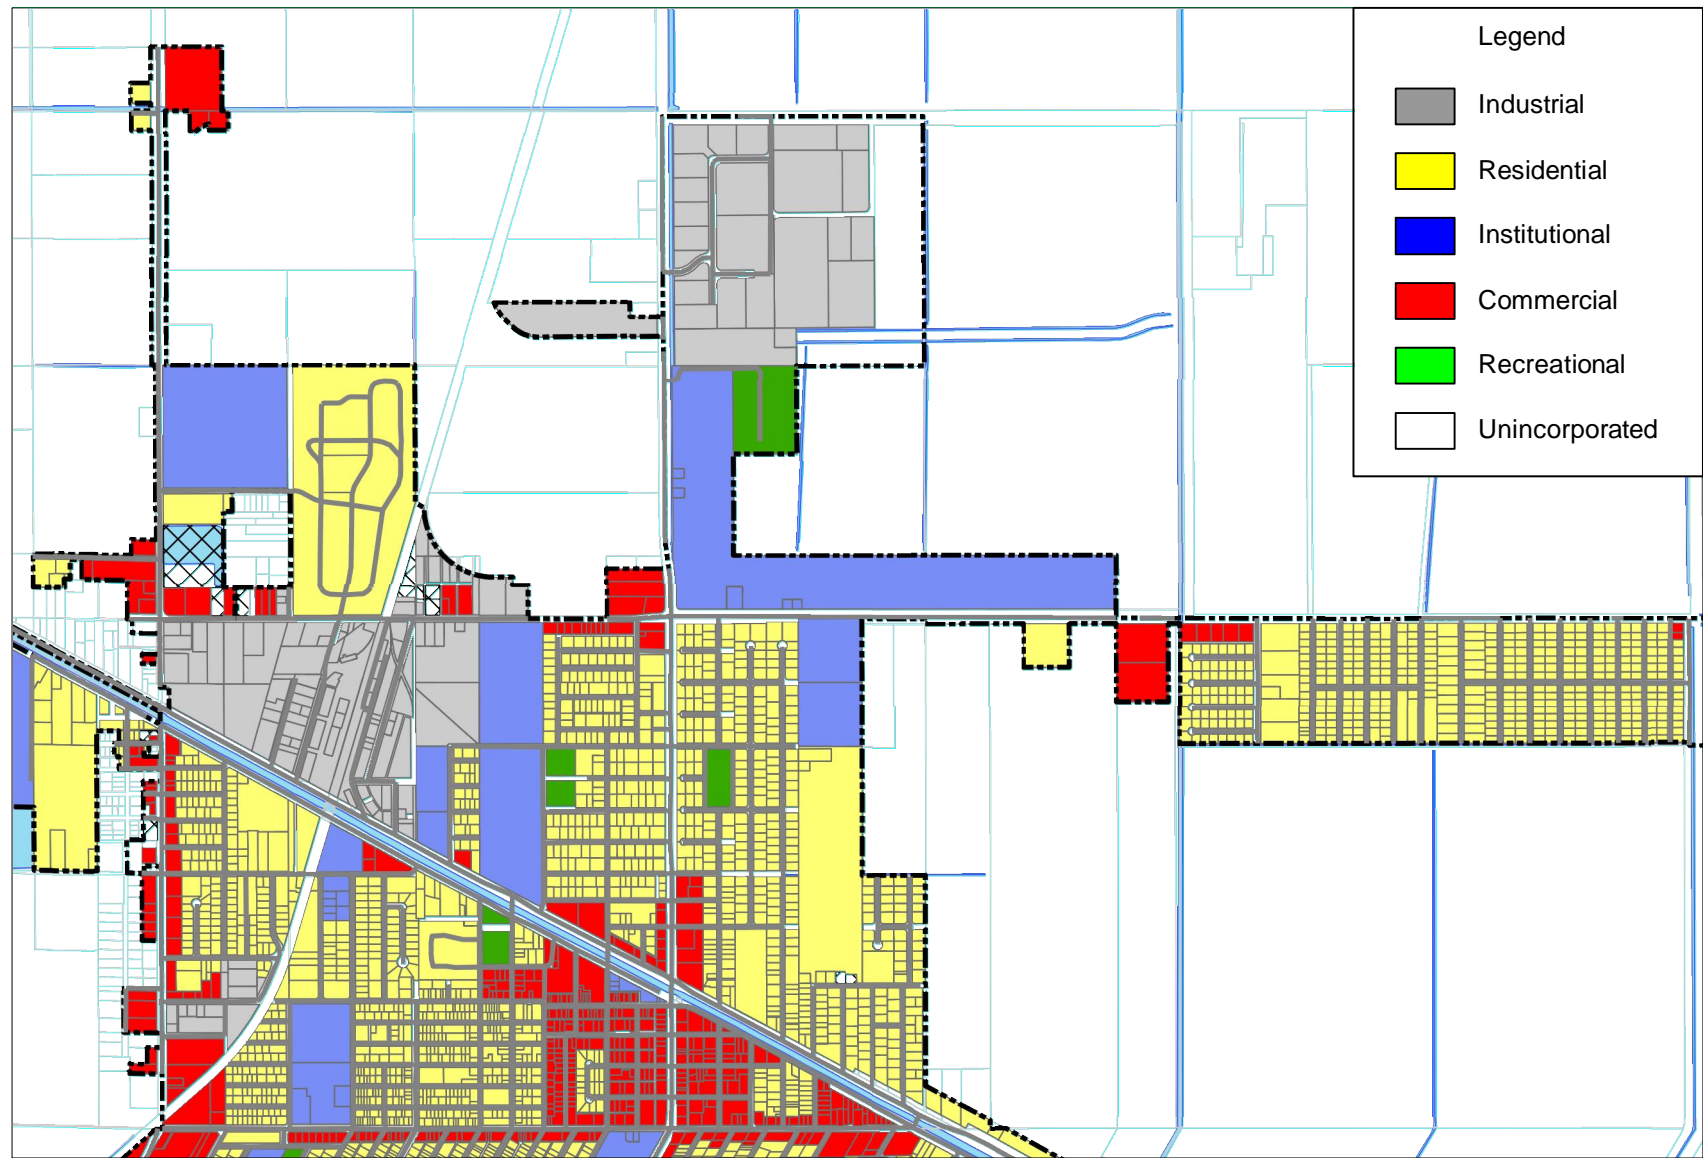 Legend
Industrial
Residential
Institutional
Commercial
Recreational
Unincorporated